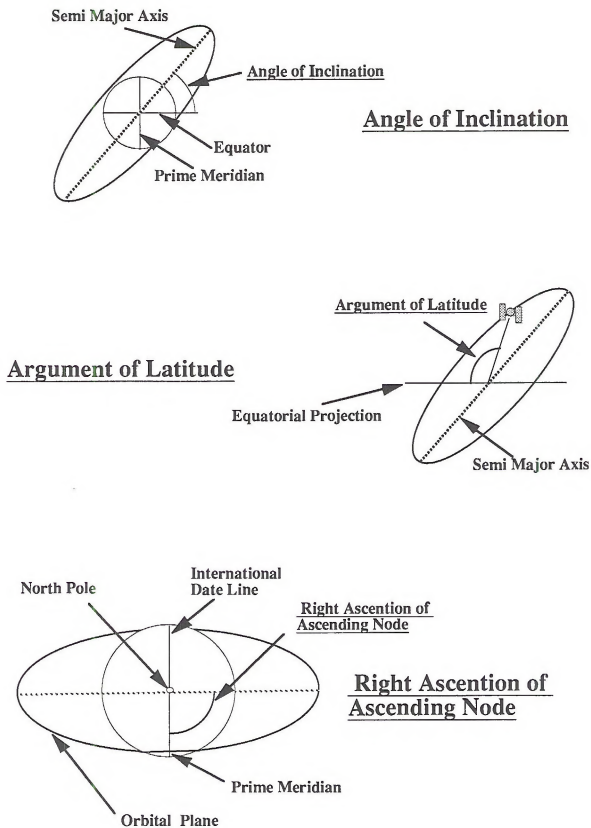 Semi Major Axis
Angle of Inclination
Angle of Inclination
Equator
Prime Meridian
Argument of Latitude
Argument of Latitude
Equatorial Projection
Semi Major Axis
International
Date Line
North Pole
Right Ascention of
Ascending Node
Right Ascention of
Ascending Node
Prime Meridian
Orbital Plane